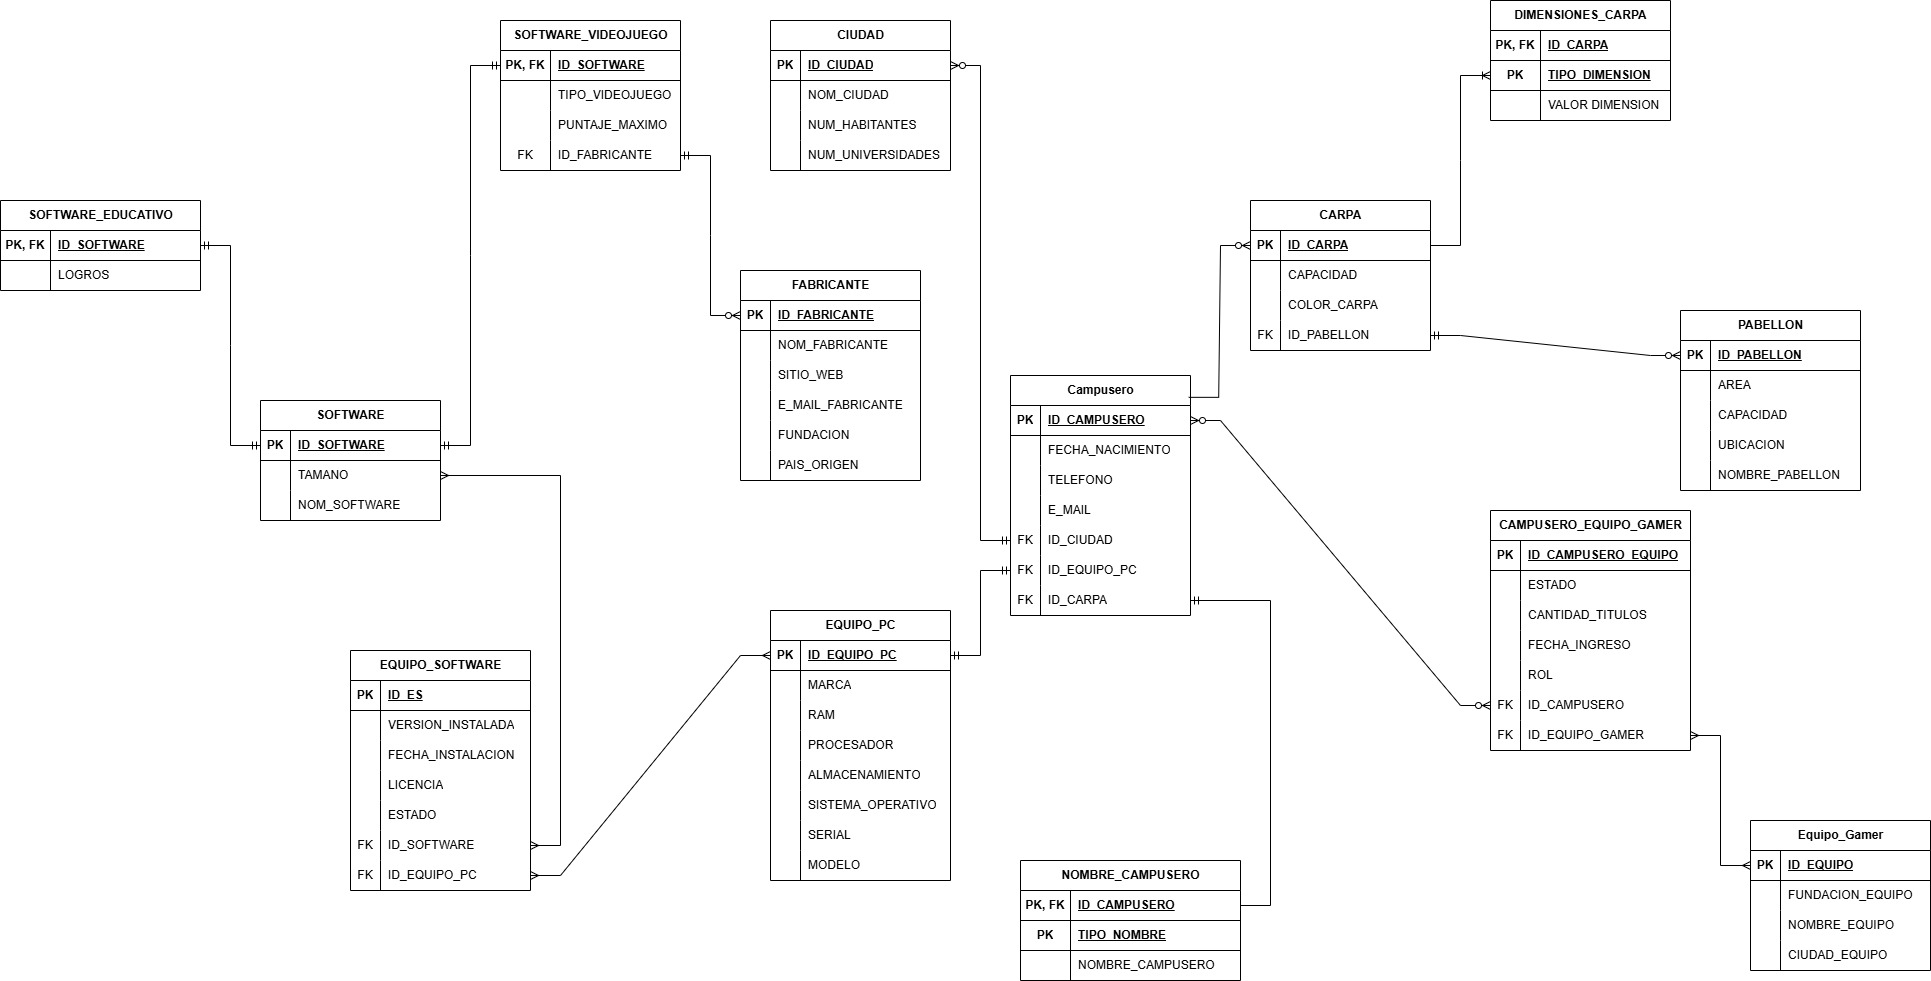 DIMENSIONES_CARPA
PK, FK ID_CARPA
PK TIPO_DIMENSION
VALOR DIMENSION
SOFTWARE_VIDEOJUEGO
PK, FK ID_SOFTWARE
TIPO_VIDEOJUEGO
PUNTAJE_MAXIMO
FK ID_FABRICANTE
CIUDAD
PK ID_CIUDAD
NOM_CIUDAD
NUM_HABITANTES
NUM_UNIVERSIDADES
SOFTWARE_EDUCATIVO
PK, FK ID_SOFTWARE
LOGROS
CARPA
PK ID_CARPA
CAPACIDAD
COLOR_CARPA
FK ID_PABELLON
FABRICANTE
PK ID_FABRICANTE
NOM_FABRICANTE
SITIO_WEB
E_MAIL_FABRICANTE
FUNDACION
PAIS_ORIGEN
PABELLON
PK ID_PABELLON
AREA
CAPACIDAD
UBICACION
NOMBRE_PABELLON
Campusero
PK ID_CAMPUSERO
FECHA_NACIMIENTO
TELEFONO
E_MAIL
FK ID_CIUDAD
FK ID_EQUIPO_PC
FK ID_CARPA
SOFTWARE
PK ID_SOFTWARE
TAMANO
NOM_SOFTWARE
CAMPUSERO_EQUIPO_GAMER
PK ID_CAMPUSERO_EQUIPO
ESTADO
CANTIDAD_TITULOS
FECHA_INGRESO
ROL
FK ID_CAMPUSERO
FK ID_EQUIPO_GAMER
EQUIPO_PC
PK ID_EQUIPO_PC
MARCA
RAM
PROCESADOR
ALMACENAMIENTO
SISTEMA_OPERATIVO
SERIAL
MODELO
EQUIPO_SOFTWARE
PK ID_ES
VERSION_INSTALADA
FECHA_INSTALACION
LICENCIA
ESTADO
FK ID_SOFTWARE
FK ID_EQUIPO_PC
Equipo_Gamer
PK ID_EQUIPO
FUNDACION_EQUIPO
NOMBRE_EQUIPO
CIUDAD_EQUIPO
NOMBRE_CAMPUSERO
PK, FK ID_CAMPUSERO
PK TIPO_NOMBRE
NOMBRE_CAMPUSERO